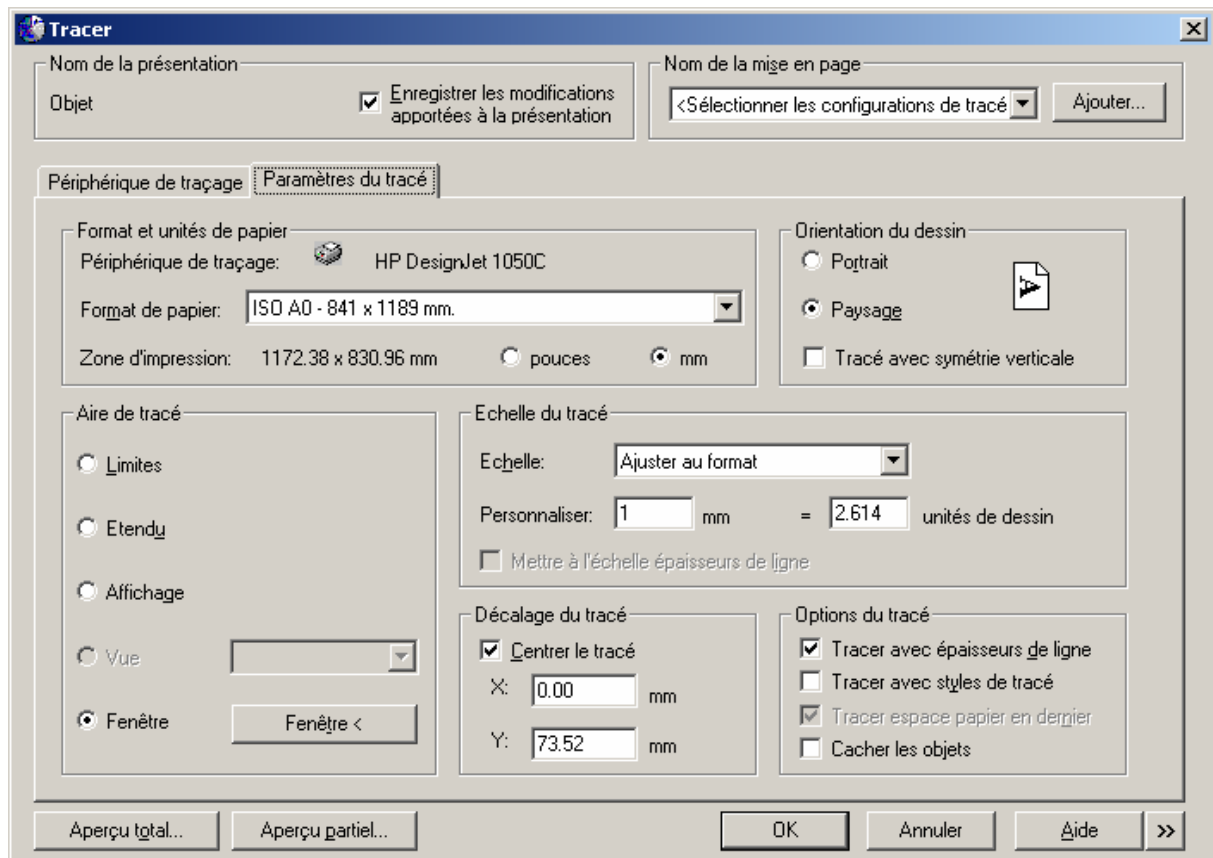 Tracer
Nom de la présentation
Objet
Enregistrer les modifications
apportées à la présentation
Nom de la mise en page
<Sélectionner les configurations de tracé
Ajouter...
Périphérique de traçage
Paramètres du tracé
Format et unités de papier
Périphérique de traçage: HP DesignJet 1050C
Format de papier: ISO A0 - 841 x 1189 mm.
Zone d'impression: 1172.38 x 830.96 mm pouces mm
Orientation du dessin
Portrait
Paysage
A
Tracé avec symétrie verticale
Aire de tracé
Limites
Etendu
Affichage
Vue
Fenêtre Fenêtre <
Echelle du tracé
Echelle: Ajuster au format
Personnaliser: 1 mm = 2.614 unités de dessin
Mettre à l'échelle épaisseurs de ligne
Décalage du tracé
Centrer le tracé
X: 0.00 mm
Y: 73.52 mm
Options du tracé
Tracer avec épaisseurs de ligne
Tracer avec styles de tracé
Tracer espace papier en dernier
Cacher les objets
Aperçu total... Aperçu partiel... OK Annuler Aide >>